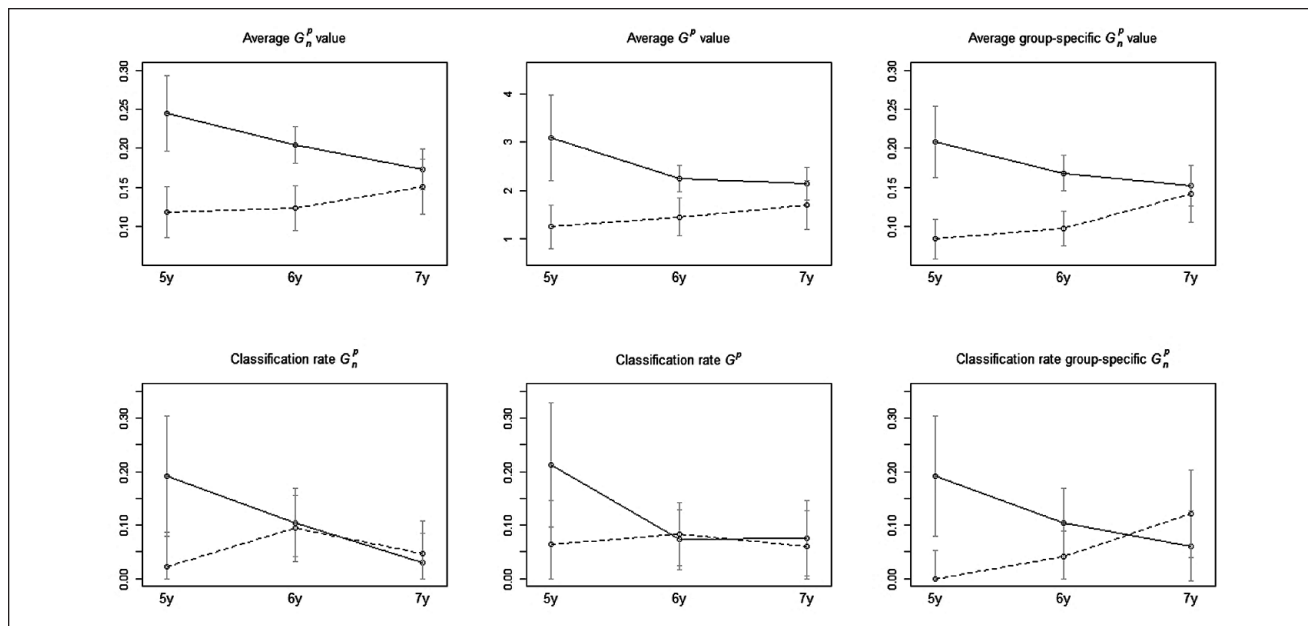 Average G_n^p value
0.30
0.25
0.20
0.15
0.10
5y 6y 7y
Average G^p value
4
3
2
1
5y 6y 7y
Average group-specific G_n^p value
0.30
0.25
0.20
0.15
0.10
5y 6y 7y
Classification rate G_n^p
0.30
0.20
0.10
0.00
5y 6y 7y
Classification rate G^p
0.30
0.20
0.10
0.00
5y 6y 7y
Classification rate group-specific G_n^p
0.30
0.20
0.10
0.00
5y 6y 7y